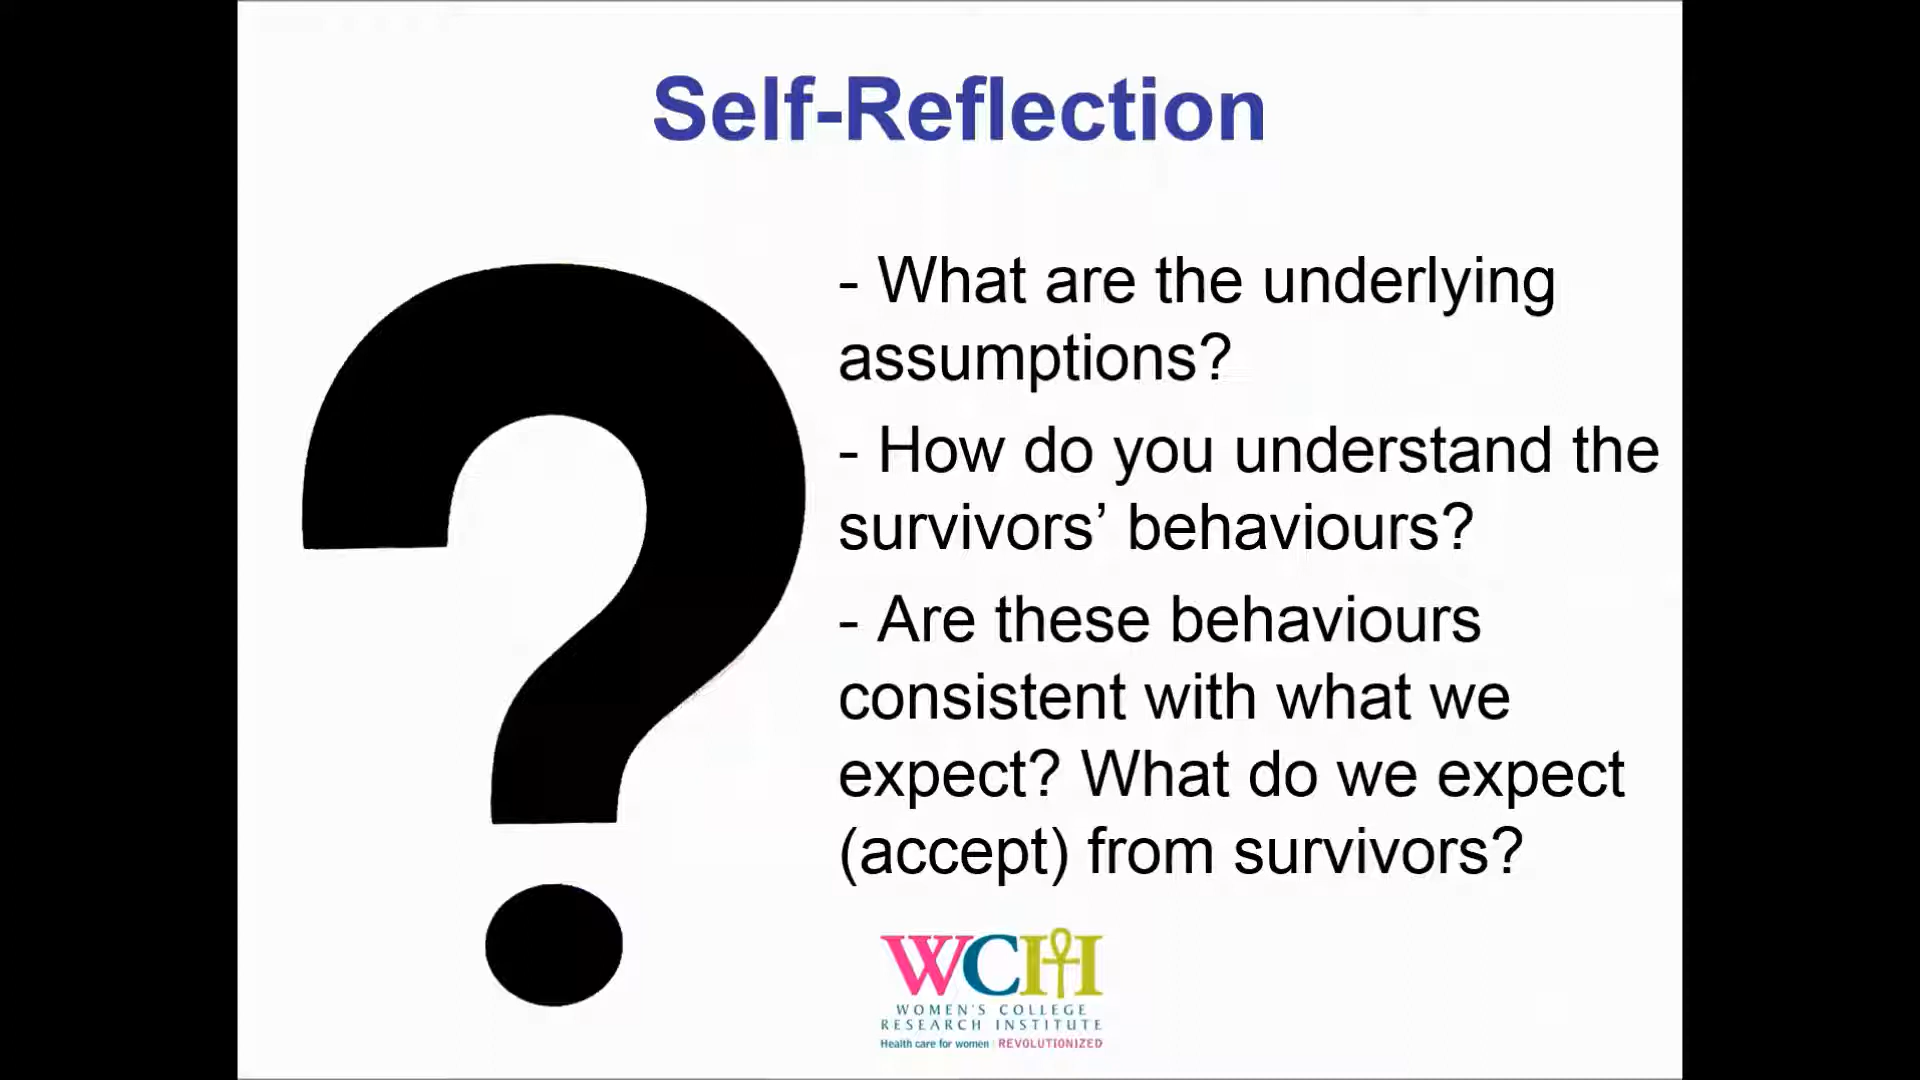 Self-Reflection
- What are the underlying
assumptions?
- How do you understand the
survivors’ behaviours?
- Are these behaviours
consistent with what we
expect? What do we expect
(accept) from survivors?
WCH
WOMEN'S COLLEGE
RESEARCH INSTITUTE
Health care for women | REVOLUTIONIZED